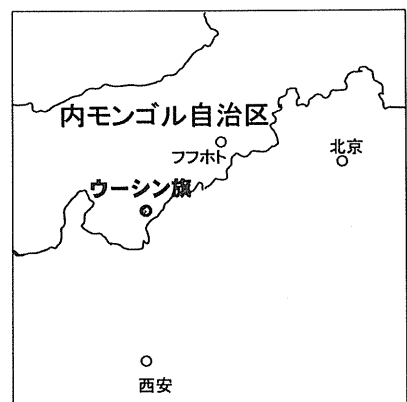 内モンゴル自治区
フフホト
北京
ウーシン旗
西安